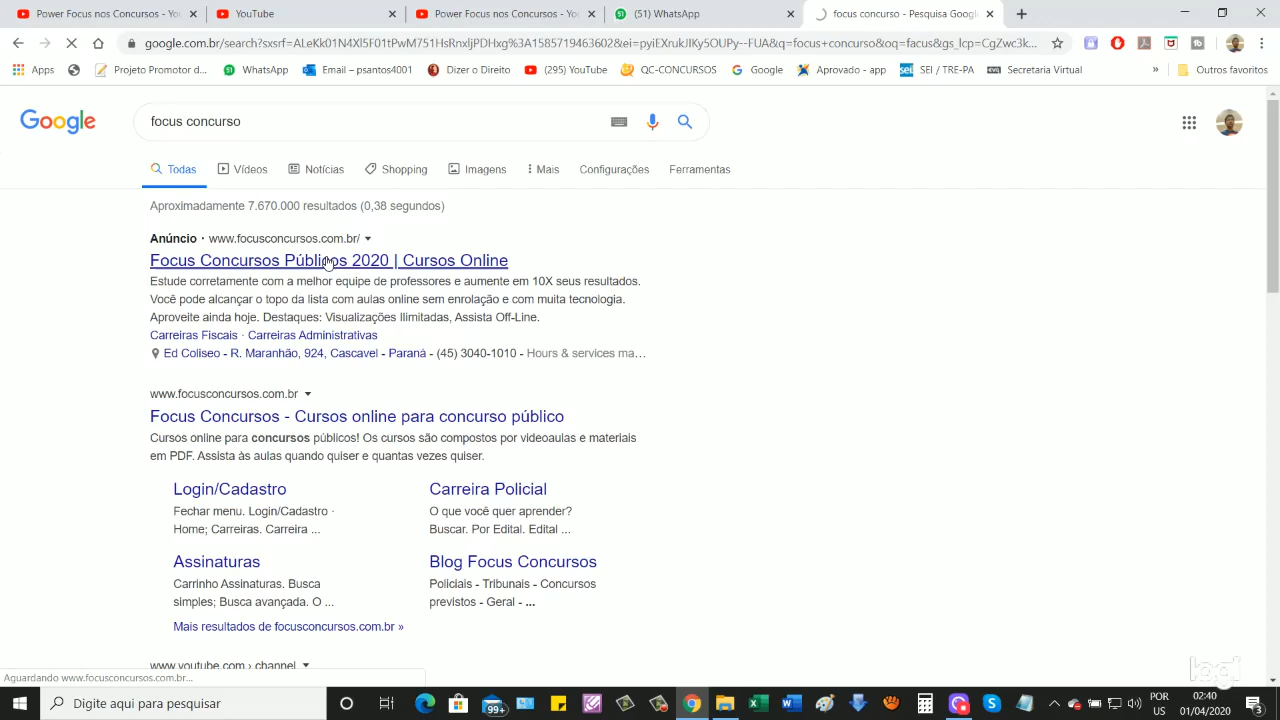 Power Focus nos Concursos - You
YouTube
Power Focus nos Concursos - You
(51) WhatsApp
focus concurso - Pesquisa Google
google.com.br/search?sxsrf=ALeKk01N4Xl5F01tPwM751HsRnxljPDHxg%3A1585719463602&ei=pyiEXrukJIKy5OUPy--FUA&q=focus+concurso&oq=facus&gs_lcp=CgZwc3k...
Apps
Projeto Promotod...
WhatsApp
Email – psantos4001
Dizer o Direito
(295) YouTube
QC-CONCURSOS
Google
Aprovado - app
SEI / TRE-PA
Secretaria Virtual
»
Outros favoritos
Google
focus concurso
Todas
Vídeos
Notícias
Shopping
Imagens
Mais
Configurações
Ferramentas
Aproximadamente 7.670.000 resultados (0,38 segundos)
Anúncio · www.focusconcursos.com.br/
Focus Concursos Públicos 2020 | Cursos Online
Estude corretamente com a melhor equipe de professores e aumente em 10X seus resultados.
Você pode alcançar o topo da lista com aulas online sem enrolação e com muita tecnologia.
Aproveite ainda hoje. Destaques: Visualizações Ilimitadas, Assista Off-Line.
Carreiras Fiscais · Carreiras Administrativas
Ed Coliseo - R. Maranhão, 924, Cascavel - Paraná - (45) 3040-1010 - Hours & services ma...
www.focusconcursos.com.br
Focus Concursos - Cursos online para concurso público
Cursos online para concursos públicos! Os cursos são compostos por videoaulas e materiais
em PDF. Assista às aulas quando quiser e quantas vezes quiser.
Login/Cadastro
Fechar menu. Login/Cadastro ·
Home; Carreiras. Carreira ...
Carreira Policial
O que você quer aprender?
Buscar. Por Edital. Edital ...
Assinaturas
Carrinho Assinaturas. Busca
simples; Busca avançada. O ...
Blog Focus Concursos
Policiais - Tribunais - Concursos
previstos - Geral - ...
Mais resultados de focusconcursos.com.br »
www.youtube.com › channel
Aguardando www.focusconcursos.com.br...
logi
Digite aqui para pesquisar
99+
POR
US
02:40
01/04/2020
3